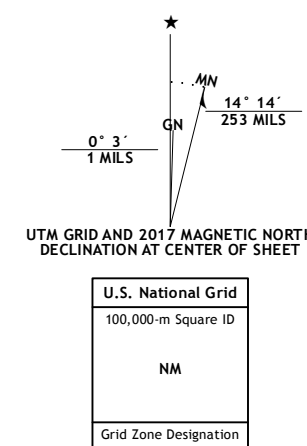 ★
MN
GN
14° 14´
253 MILS
0° 3´
1 MILS
UTM GRID AND 2017 MAGNETIC NORTH
DECLINATION AT CENTER OF SHEET
U.S. National Grid
100,000-m Square ID
NM
Grid Zone Designation